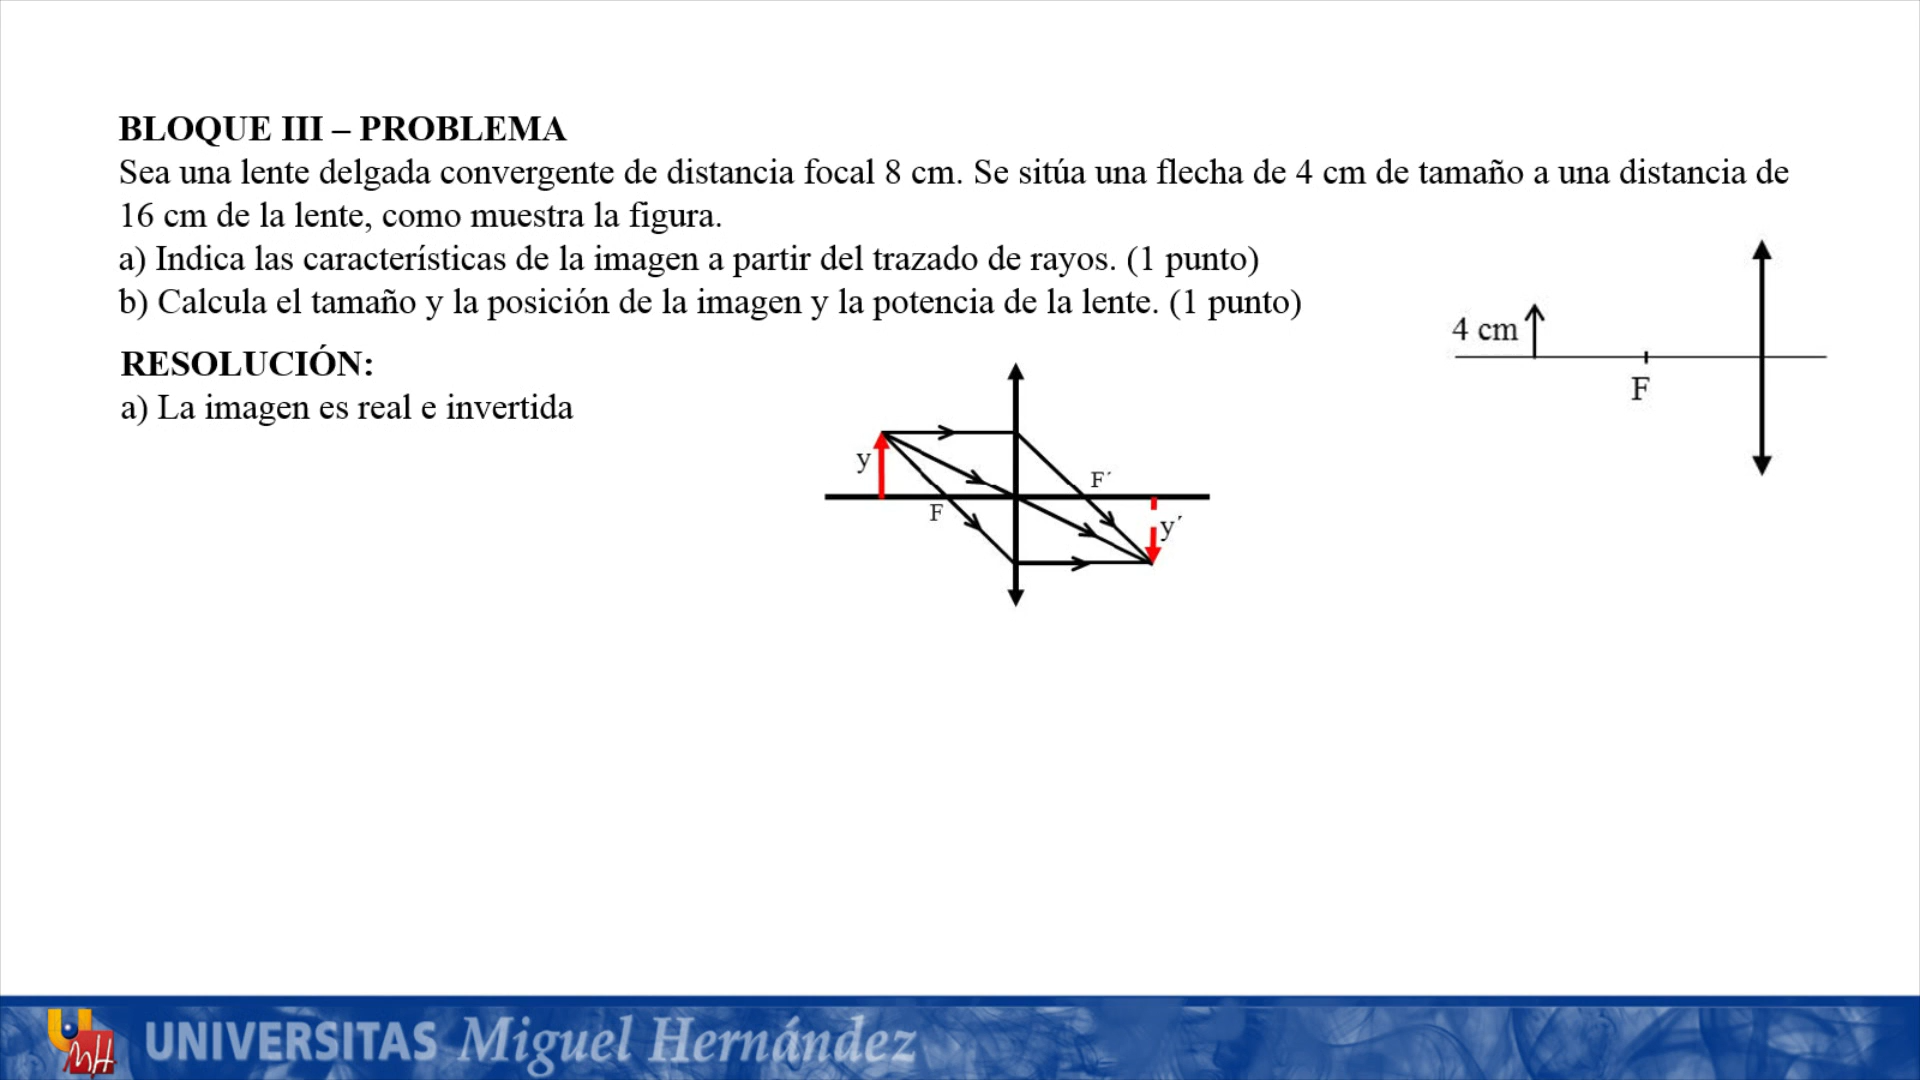 BLOQUE III – PROBLEMA
Sea una lente delgada convergente de distancia focal 8 cm. Se sitúa una flecha de 4 cm de tamaño a una distancia de
16 cm de la lente, como muestra la figura.
a) Indica las características de la imagen a partir del trazado de rayos. (1 punto)
b) Calcula el tamaño y la posición de la imagen y la potencia de la lente. (1 punto)
4 cm
F
RESOLUCIÓN:
a) La imagen es real e invertida
y
F´
F
y´
UMH UNIVERSITAS Miguel Hernández